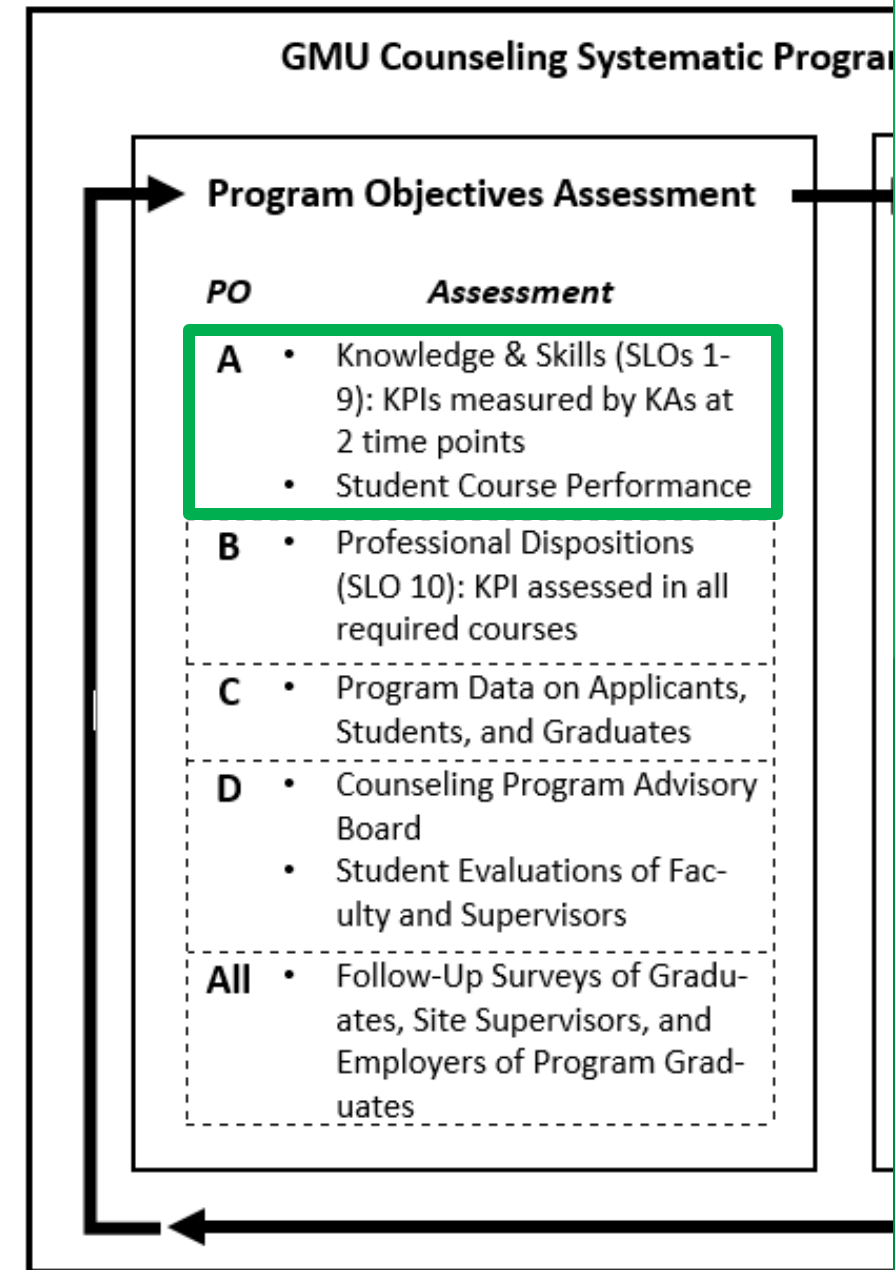 GMU Counseling Systematic
Program Objectives Assessment
PO Assessment
A • Knowledge & Skills (SLOs 1-
9): KPIs measured by KAs at
2 time points
• Student Course Performance
B • Professional Dispositions
(SLO 10): KPI assessed in all
required courses
C • Program Data on Applicants,
Students, and Graduates
D • Counseling Program Advisory
Board
• Student Evaluations of Fac-
ulty and Supervisors
All • Follow-Up Surveys of Gradu-
ates, Site Supervisors, and
Employers of Program Grad-
uates